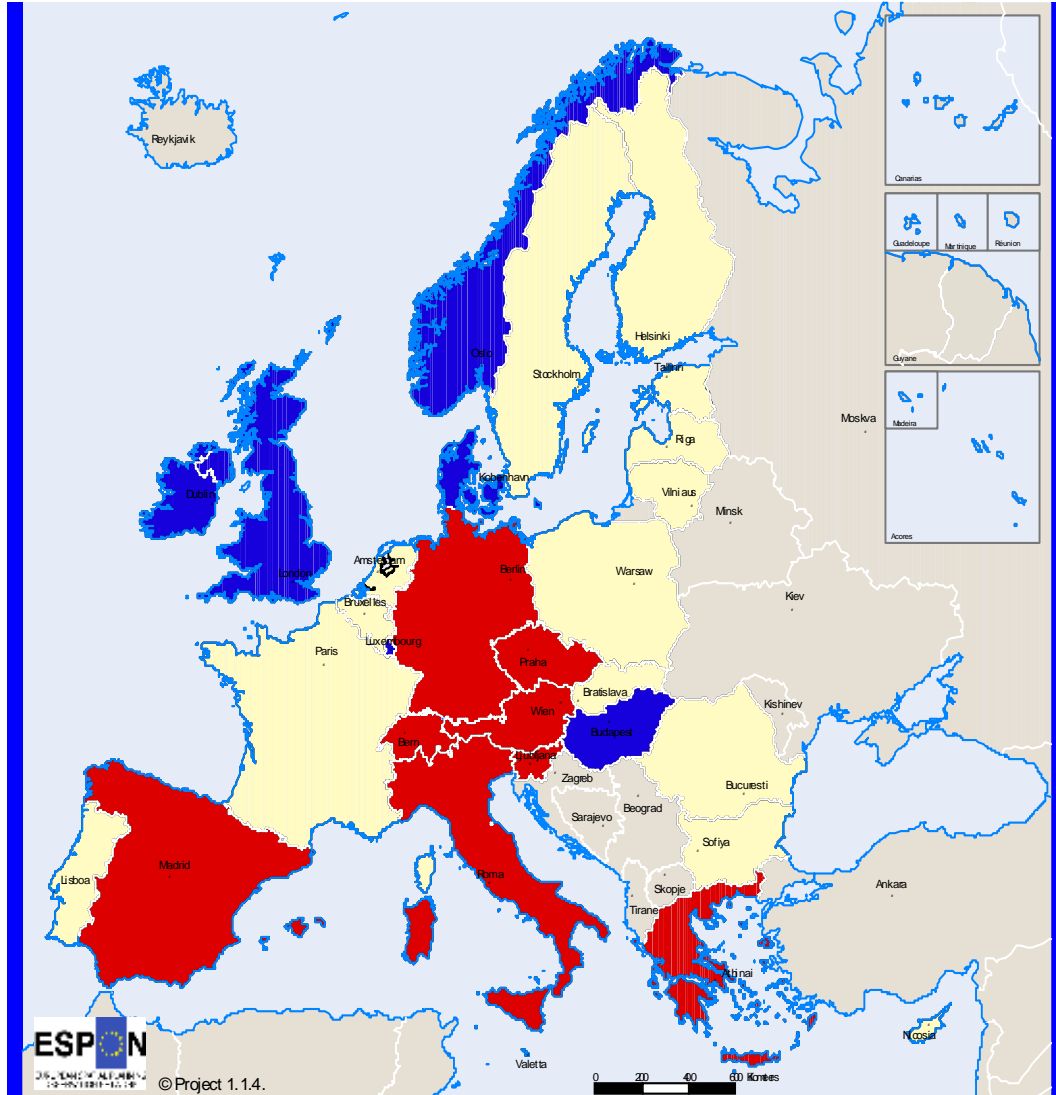 Reykjavik
Canarias
Guadeloupe
Martinique
Réunion
Guyane
Madeira
Acores
Helsinki
Oslo
Stockholm
Tallinn
Moskva
Riga
København
Vilniaus
Dublin
Minsk
London
Amsterdam
Berlin
Warsaw
Kiev
Bruxelles
Luxembourg
Paris
Praha
Bratislava
Wien
Kishinev
Bern
Budapest
Ljubljana
Zagreb
Bucuresti
Beograd
Sarajevo
Sofiya
Madrid
Lisboa
Roma
Skopje
Ankara
Tirane
Athinai
Nicosia
Valetta
ESPON
© Project 1.1.4.
0 200 400 600 Kilometers